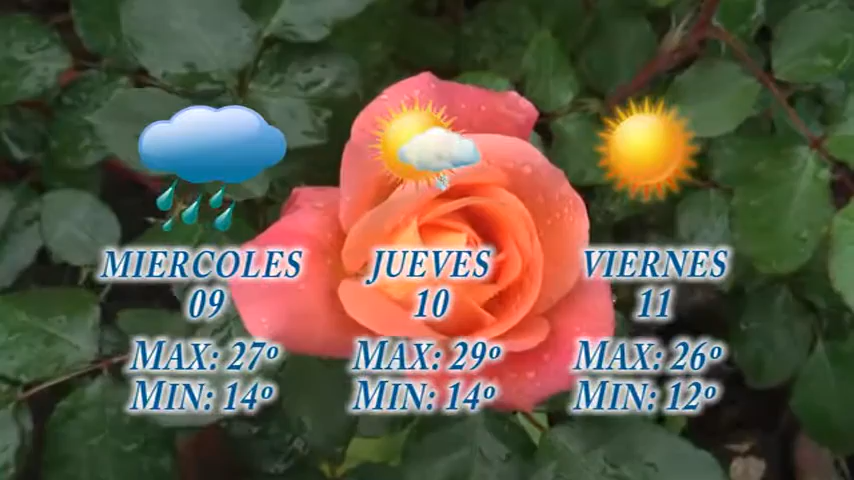 MIERCOLES
09
MAX: 27º
MIN: 14º
JUEVES
10
MAX: 29º
MIN: 14º
VIERNES
11
MAX: 26º
MIN: 12º